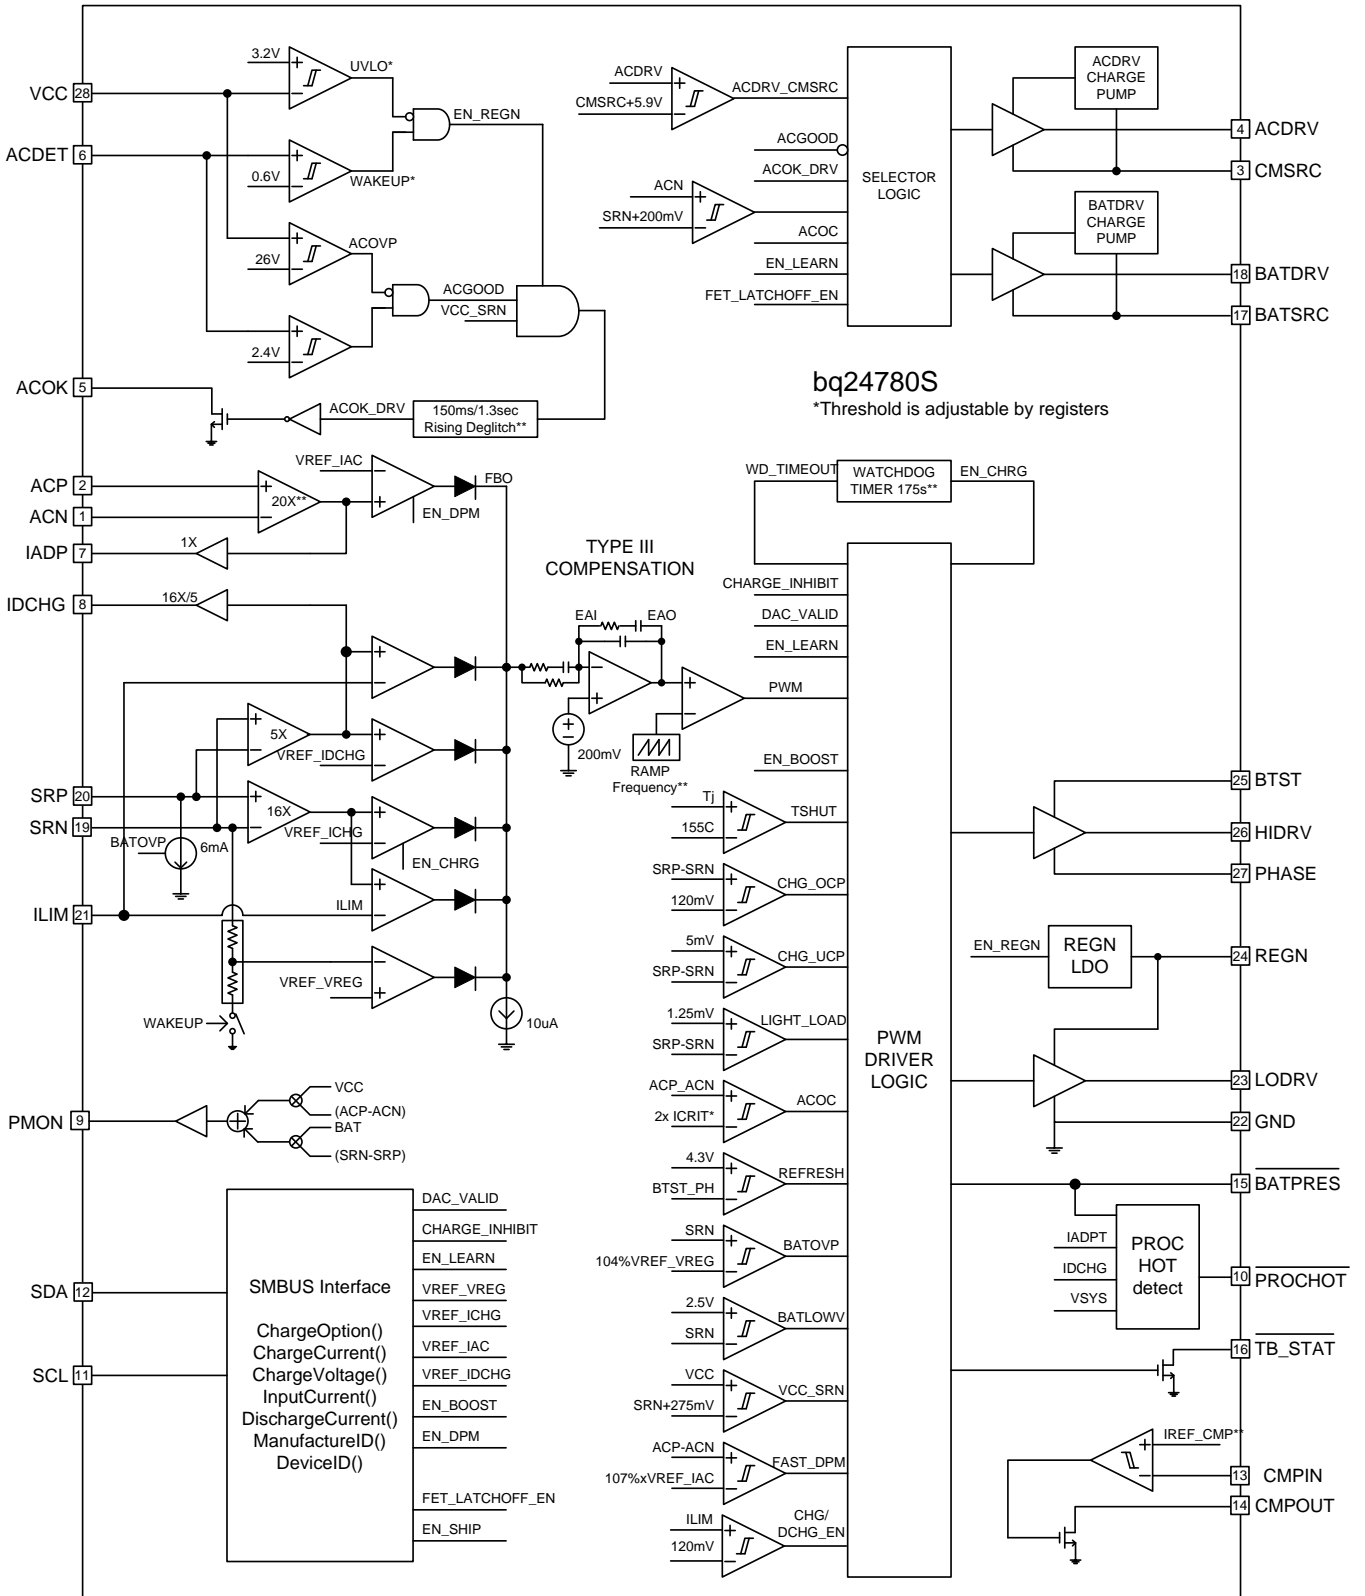 VCC 28
3.2V
+
UVLO*
−
ACDET 6
EN_REGN
+
0.6V
−
WAKEUP*
+
ACOVP
26V
−
ACGOOD
VCC_SRN
+
2.4V
−
ACOK 5
ACOK_DRV
150ms/1.3sec
Rising Deglitch**
ACDRV
+
ACDRV_CMSRC
CMSRC+5.9V
−
ACGOOD
ACOK_DRV
ACN
+
SRN+200mV
−
ACOC
EN_LEARN
FET_LATCHOFF_EN
SELECTOR
LOGIC
ACDRV
CHARGE
PUMP
4 ACDRV
3 CMSRC
BATDRV
CHARGE
PUMP
18 BATDRV
17 BATSRC
bq24780S
*Threshold is adjustable by registers
ACP 2
ACN 1
IADP 7
IDCHG 8
+
20X**
−
VREF_IAC
−
+
FBO
EN_DPM
1X
16X/5
+
−
+
5X
−
+
VREF_IDCHG
−
SRP 20
SRN 19
+
16X
−
+
VREF_ICHG
−
EN_CHRG
BATOVP
6mA
ILIM 21
+
ILIM
−
−
VREF_VREG
+
10uA
WAKEUP
TYPE III
COMPENSATION
EAI
EAO
−
+
+
−
200mV
+
−
PWM
RAMP
Frequency**
WD_TIMEOUT
WATCHDOG
TIMER 175s**
EN_CHRG
CHARGE_INHIBIT
DAC_VALID
EN_LEARN
EN_BOOST
Tj
+
TSHUT
155C
−
SRP-SRN
+
CHG_OCP
120mV
−
5mV
+
CHG_UCP
SRP-SRN
−
1.25mV
+
LIGHT_LOAD
SRP-SRN
−
ACP_ACN
+
ACOC
2x ICRIT*
−
4.3V
+
REFRESH
BTST_PH
−
SRN
+
BATOVP
104%VREF_VREG
−
2.5V
+
BATLOWV
SRN
−
VCC
+
VCC_SRN
SRN+275mV
−
ACP-ACN
+
FAST_DPM
107%xVREF_IAC
−
ILIM
+
CHG/
DCHG_EN
120mV
−
PWM
DRIVER
LOGIC
25 BTST
26 HIDRV
27 PHASE
EN_REGN
REGN
LDO
24 REGN
23 LODRV
22 GND
15 BATPRES
IADPT
IDCHG
VSYS
PROC
HOT
detect
10 PROCHOT
16 TB_STAT
IREF_CMP**
+
−
13 CMPIN
14 CMPOUT
PMON 9
VCC
(ACP-ACN)
BAT
(SRN-SRP)
SDA 12
SCL 11
SMBUS Interface
ChargeOption()
ChargeCurrent()
ChargeVoltage()
InputCurrent()
DischargeCurrent()
ManufactureID()
DeviceID()
DAC_VALID
CHARGE_INHIBIT
EN_LEARN
VREF_VREG
VREF_ICHG
VREF_IAC
VREF_IDCHG
EN_BOOST
EN_DPM
FET_LATCHOFF_EN
EN_SHIP